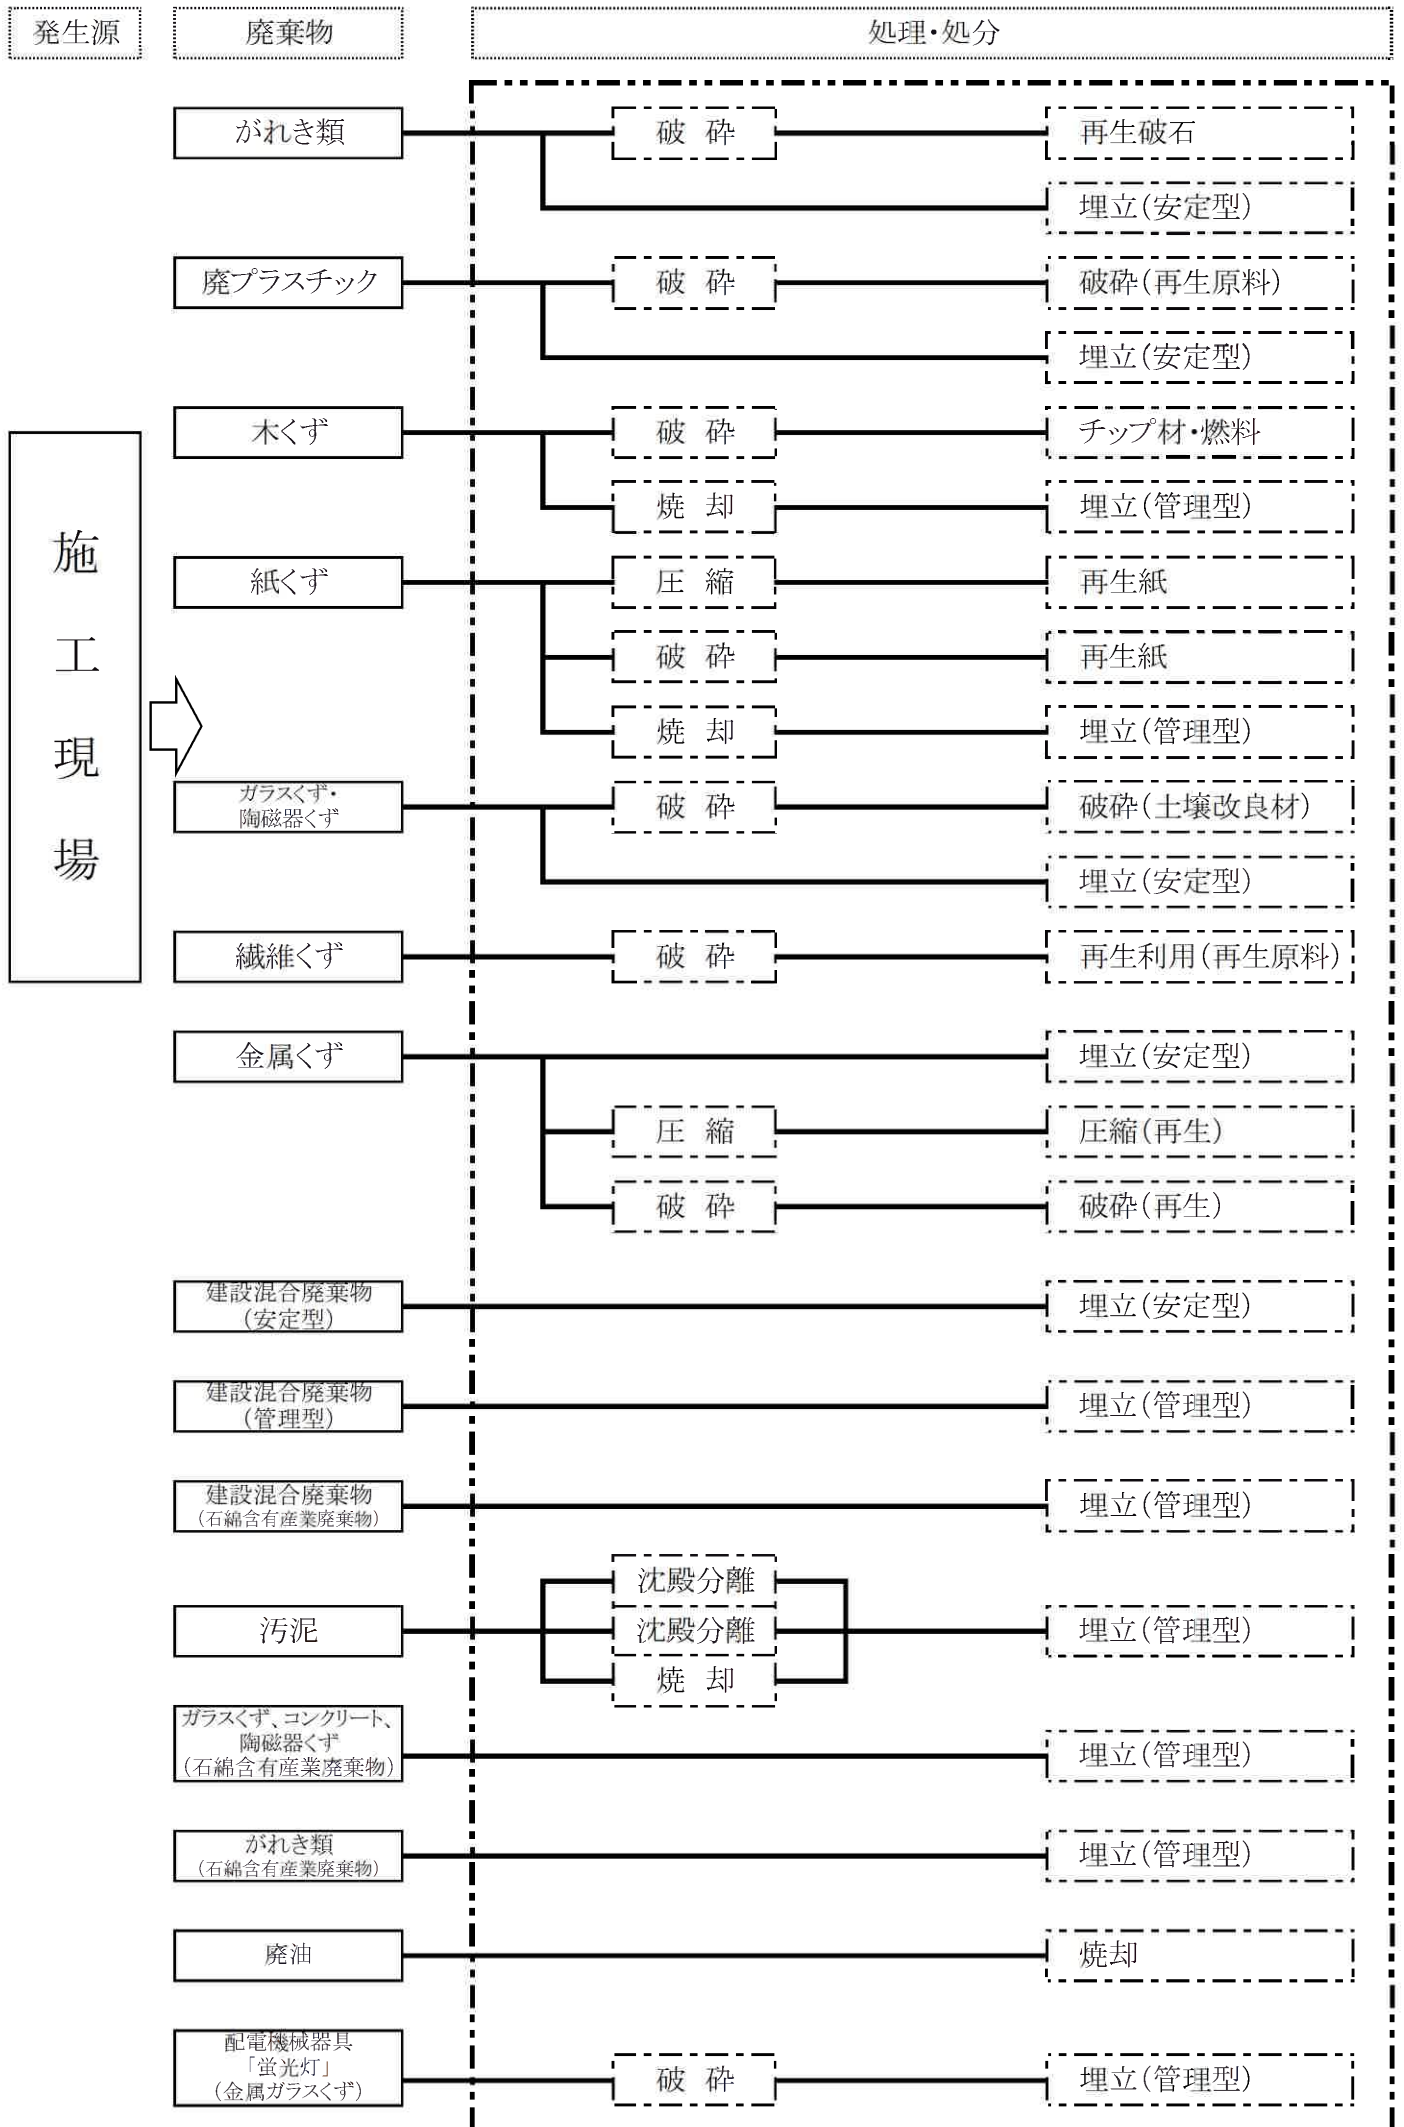 発生源 廃棄物 処理・処分
がれき類 破 砕 再生破石
埋立(安定型)
廃プラスチック 破 砕 破砕(再生原料)
埋立(安定型)
木くず 破 砕 チップ材・燃料
焼 却 埋立(管理型)
施工現場
紙くず 圧 縮 再生紙
破 砕 再生紙
焼 却 埋立(管理型)
ガラスくず・
陶磁器くず
破 砕 破砕(土壌改良材)
埋立(安定型)
繊維くず 破 砕 再生利用(再生原料)
金属くず 埋立(安定型)
圧 縮 圧縮(再生)
破 砕 破砕(再生)
建設混合廃棄物
(安定型)
埋立(安定型)
建設混合廃棄物
(管理型)
埋立(管理型)
建設混合廃棄物
(石綿含有産業廃棄物)
埋立(管理型)
沈殿分離
汚泥 沈殿分離 埋立(管理型)
焼 却
ガラスくず、コンクリート、
陶磁器くず
(石綿含有産業廃棄物)
埋立(管理型)
がれき類
(石綿含有産業廃棄物)
埋立(管理型)
廃油 焼却
配電機械器具
「蛍光灯」
(金属ガラスくず)
破 砕 埋立(管理型)